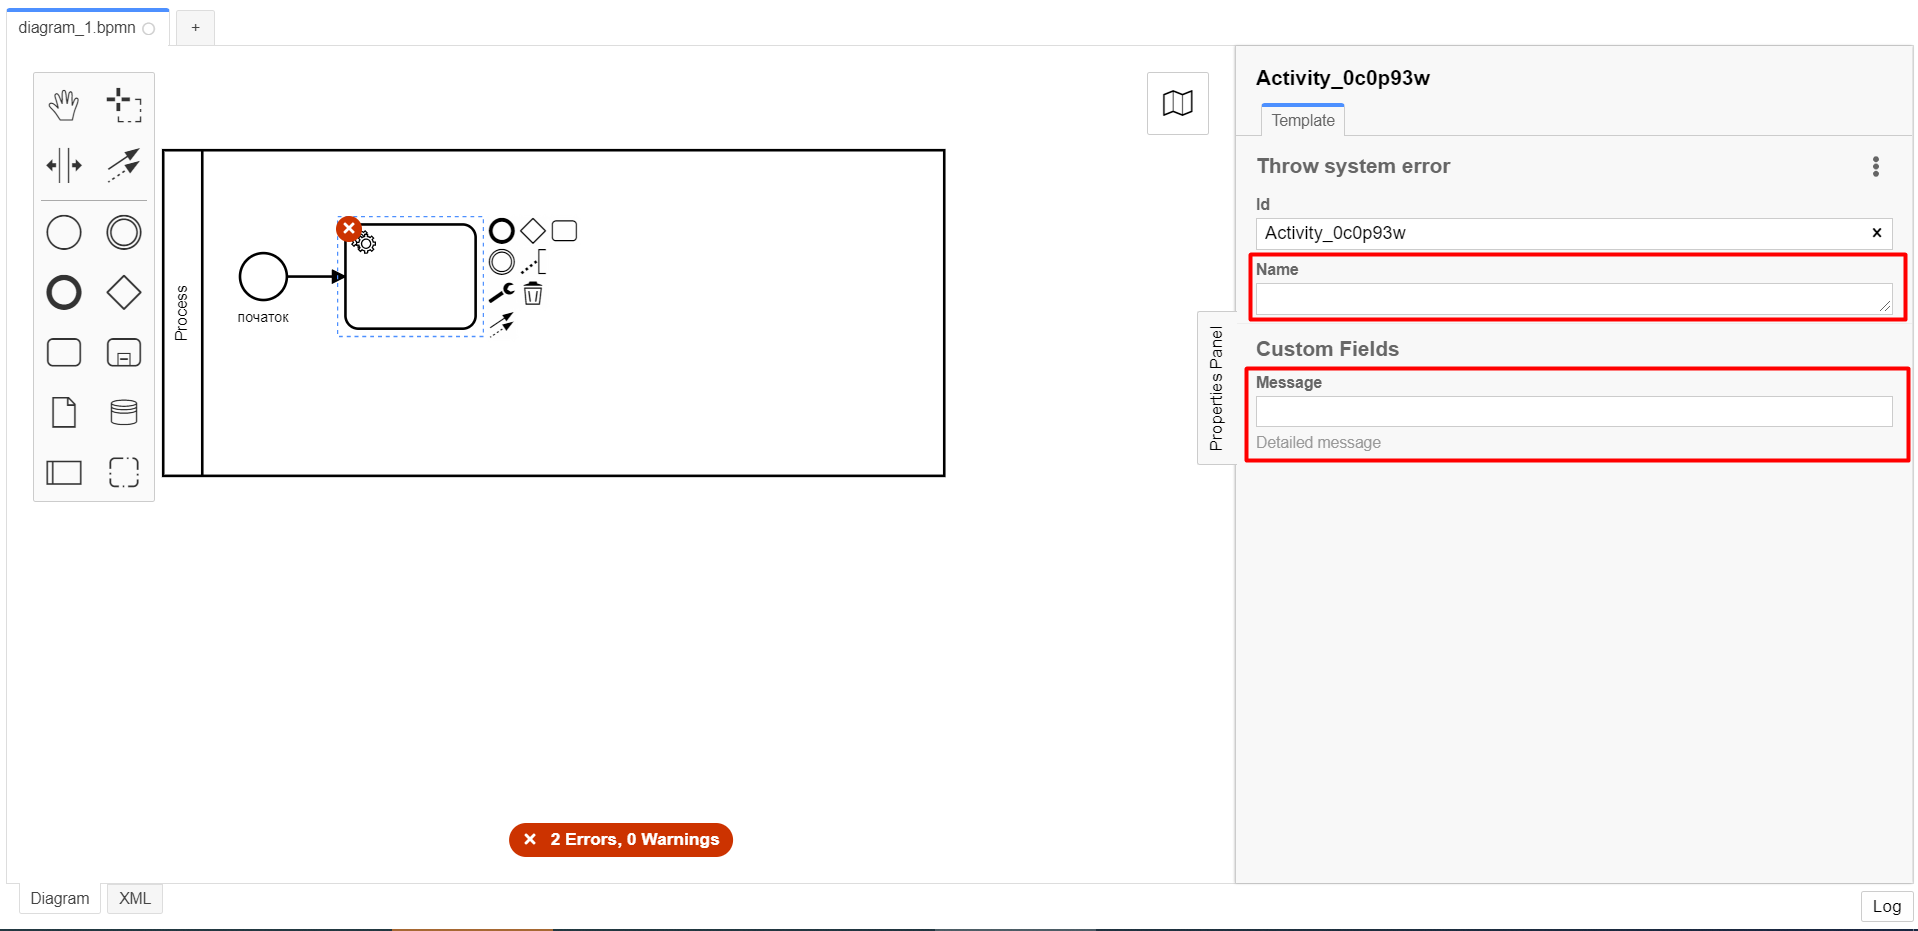 diagram_1.bpmn
+
Activity_0c0p93w
Template
Throw system error
Id
Activity_0c0p93w
Name
Custom Fields
Message
Detailed message
Properties Panel
Process
початок
2 Errors, 0 Warnings
Diagram
XML
Log